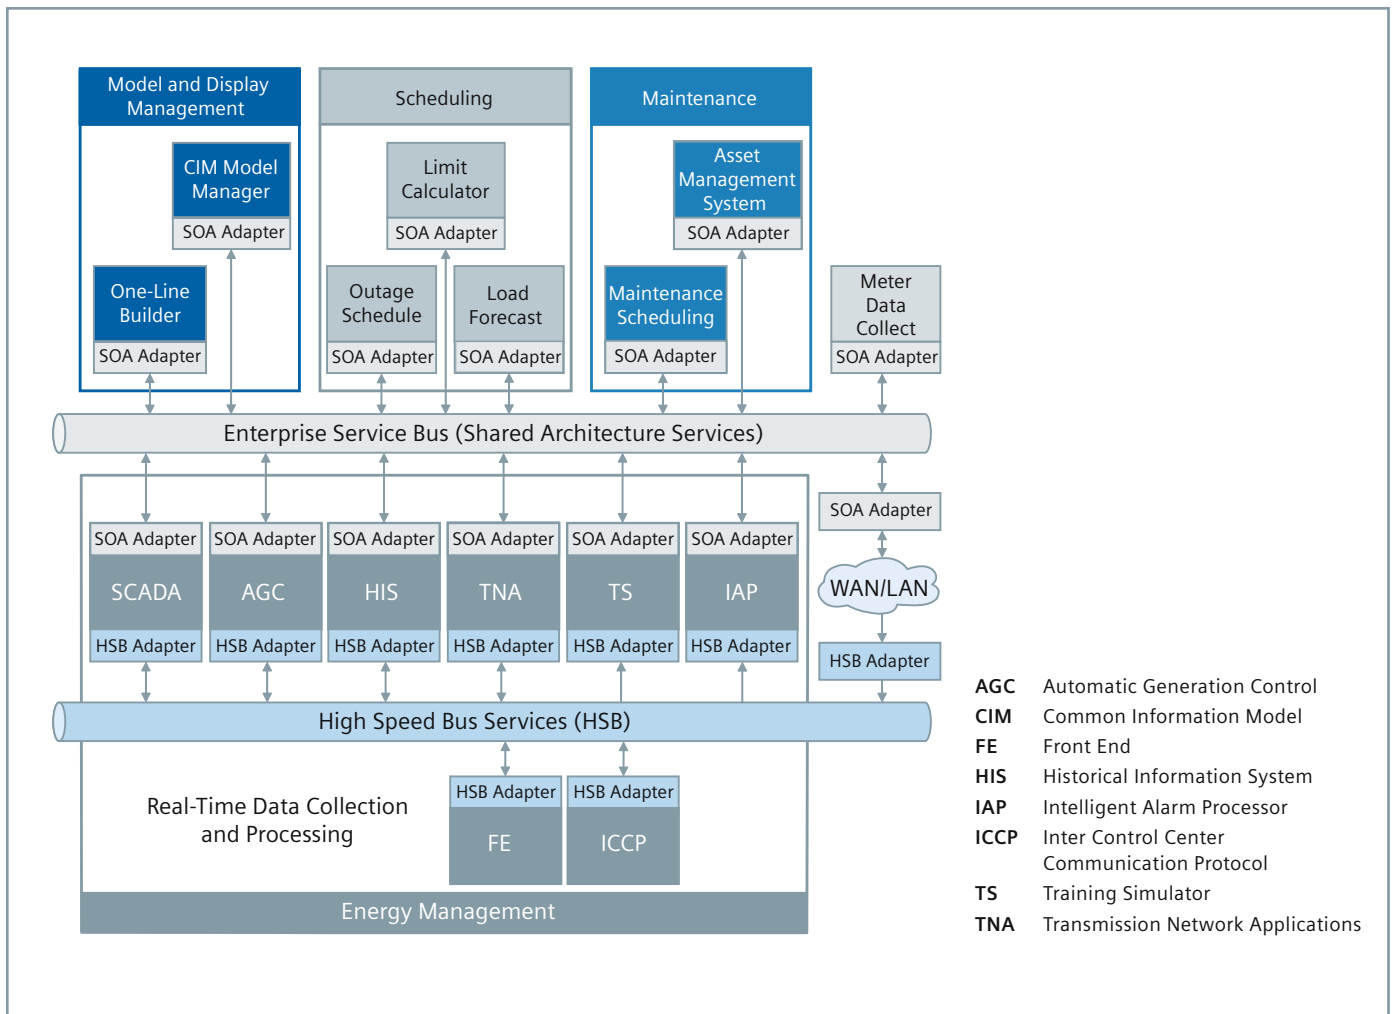 Model and Display
Management
Scheduling
Maintenance
CIM Model
Manager
SOA Adapter
Limit
Calculator
SOA Adapter
Asset
Management
System
SOA Adapter
One-Line
Builder
SOA Adapter
Outage
Schedule
SOA Adapter
Load
Forecast
SOA Adapter
Maintenance
Scheduling
SOA Adapter
Meter
Data
Collect
SOA Adapter
Enterprise Service Bus (Shared Architecture Services)
SOA Adapter
SCADA
HSB Adapter
SOA Adapter
AGC
HSB Adapter
SOA Adapter
HIS
HSB Adapter
SOA Adapter
TNA
HSB Adapter
SOA Adapter
TS
HSB Adapter
SOA Adapter
IAP
HSB Adapter
SOA Adapter
WAN/LAN
HSB Adapter
High Speed Bus Services (HSB)
Real-Time Data Collection
and Processing
HSB Adapter
FE
HSB Adapter
ICCP
Energy Management
AGC Automatic Generation Control
CIM Common Information Model
FE Front End
HIS Historical Information System
IAP Intelligent Alarm Processor
ICCP Inter Control Center
Communication Protocol
TS Training Simulator
TNA Transmission Network Applications